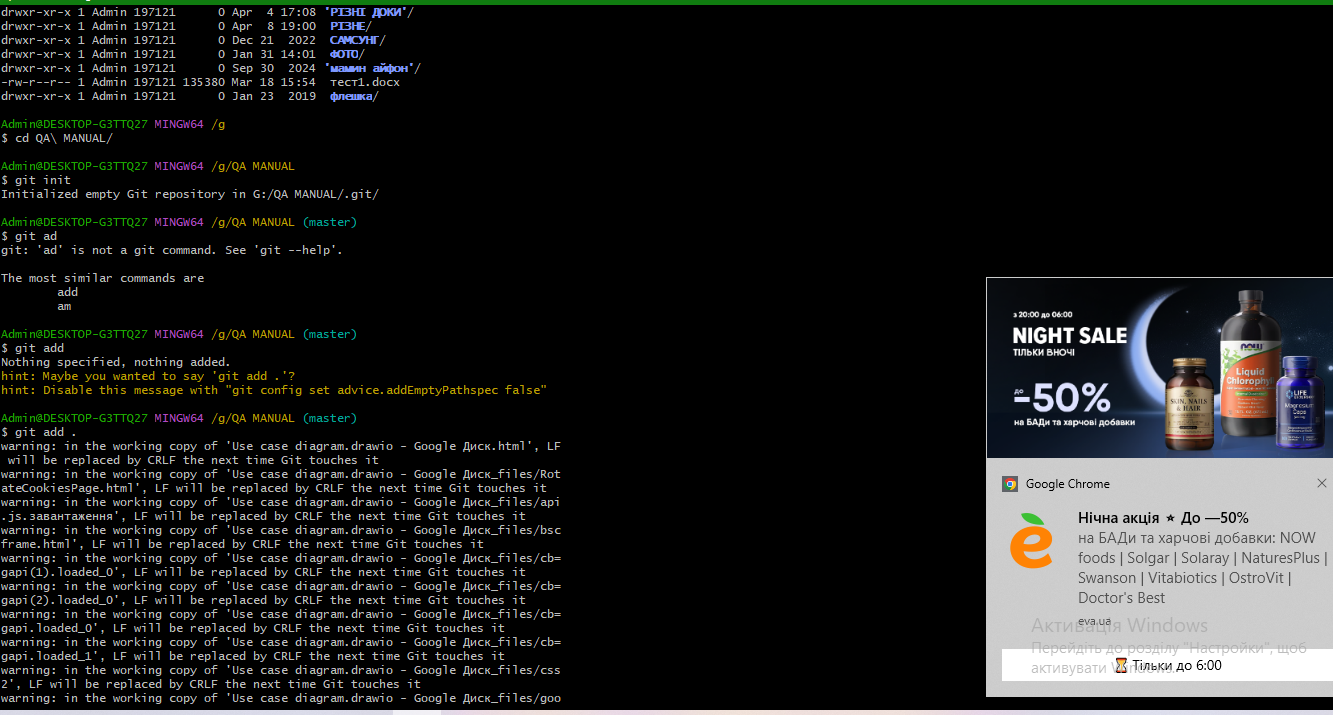 drwxr-xr-x 1 Admin 197121      0 Apr  4 17:08 'РІЗНІ ДОКИ'/
drwxr-xr-x 1 Admin 197121      0 Apr  8 19:00  РІЗНЕ/
drwxr-xr-x 1 Admin 197121      0 Dec 21  2022  САМСУНГ/
drwxr-xr-x 1 Admin 197121      0 Jan 31 14:01  ФОТО/
drwxr-xr-x 1 Admin 197121      0 Sep 30  2024 'мамин айфон'/
-rw-r--r-- 1 Admin 197121 135380 Mar 18 15:54  тест1.docx
drwxr-xr-x 1 Admin 197121      0 Jan 23  2019  флешка/
Admin@DESKTOP-G3TTQ27 MINGW64 /g
$ cd QA\ MANUAL/
Admin@DESKTOP-G3TTQ27 MINGW64 /g/QA MANUAL
$ git init
Initialized empty Git repository in G:/QA MANUAL/.git/
Admin@DESKTOP-G3TTQ27 MINGW64 /g/QA MANUAL (master)
$ git ad
git: 'ad' is not a git command. See 'git --help'.
The most similar commands are
add
am
Admin@DESKTOP-G3TTQ27 MINGW64 /g/QA MANUAL (master)
$ git add
Nothing specified, nothing added.
hint: Maybe you wanted to say 'git add .'?
hint: Disable this message with "git config set advice.addEmptyPathspec false"
Admin@DESKTOP-G3TTQ27 MINGW64 /g/QA MANUAL (master)
$ git add .
warning: in the working copy of 'Use case diagram.drawio - Google Диск.html', LF
will be replaced by CRLF the next time Git touches it
warning: in the working copy of 'Use case diagram.drawio - Google Диск_files/Rot
ateCookiesPage.html', LF will be replaced by CRLF the next time Git touches it
warning: in the working copy of 'Use case diagram.drawio - Google Диск_files/api
.js.завантаження', LF will be replaced by CRLF the next time Git touches it
warning: in the working copy of 'Use case diagram.drawio - Google Диск_files/bsc
frame.html', LF will be replaced by CRLF the next time Git touches it
warning: in the working copy of 'Use case diagram.drawio - Google Диск_files/cb=
gapi(1).loaded_0', LF will be replaced by CRLF the next time Git touches it
warning: in the working copy of 'Use case diagram.drawio - Google Диск_files/cb=
gapi(2).loaded_0', LF will be replaced by CRLF the next time Git touches it
warning: in the working copy of 'Use case diagram.drawio - Google Диск_files/cb=
gapi.loaded_0', LF will be replaced by CRLF the next time Git touches it
warning: in the working copy of 'Use case diagram.drawio - Google Диск_files/cb=
gapi.loaded_1', LF will be replaced by CRLF the next time Git touches it
warning: in the working copy of 'Use case diagram.drawio - Google Диск_files/css
2', LF will be replaced by CRLF the next time Git touches it
warning: in the working copy of 'Use case diagram.drawio - Google Диск_files/goo
з 20:00 до 06:00
NIGHT SALE
ТІЛЬКИ ВНОЧІ
до
-50%
на БАДи та харчові добавки
SKIN, NAILS
& HAIR
NOW
Liquid
Chlorophyll
LIFE
Magnesium
Caps
Google Chrome
Нічна акція ⭐ До —50%
на БАДи та харчові добавки: NOW
foods | Solgar | Solaray | NaturesPlus |
Swanson | Vitabiotics | OstroVit |
Doctor's Best
eva.ua
Активація Windows
Перейдіть до розділу "Настройки", щоб
активувати Windows.
⏳ Тільки до 6:00